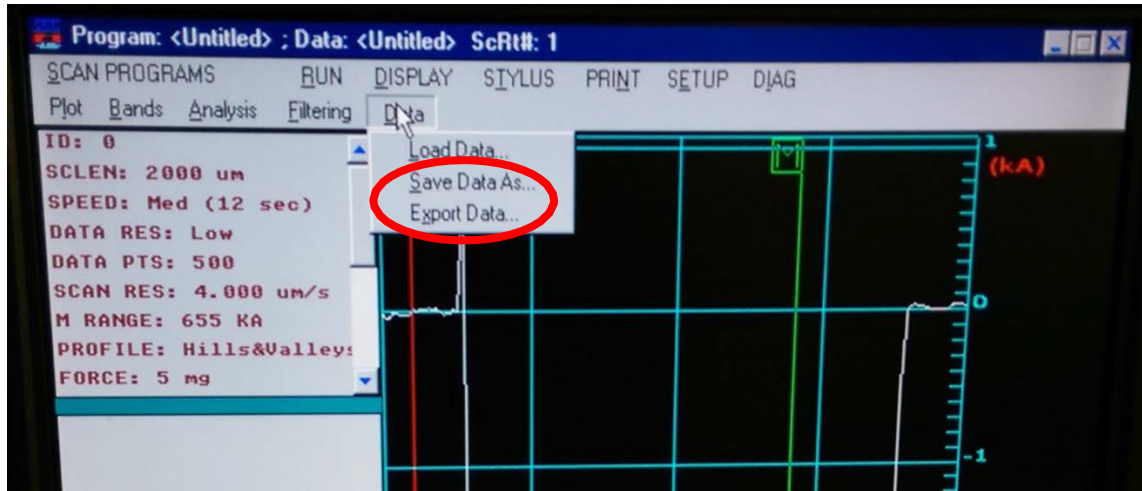 Program: <Untitled> ; Data: <Untitled> ScRt#: 1
SCAN PROGRAMS RUN DISPLAY STYLUS PRINT SETUP DIAG
Plot Bands Analysis Filtering Data
Load Data...
Save Data As...
Export Data...
ID: 0
SCLEN: 2000 um
SPEED: Med (12 sec)
DATA RES: Low
DATA PTS: 500
SCAN RES: 4.000 um/s
M RANGE: 655 KA
PROFILE: Hills&Valleys
FORCE: 5 mg
1
(kA)
0
-1